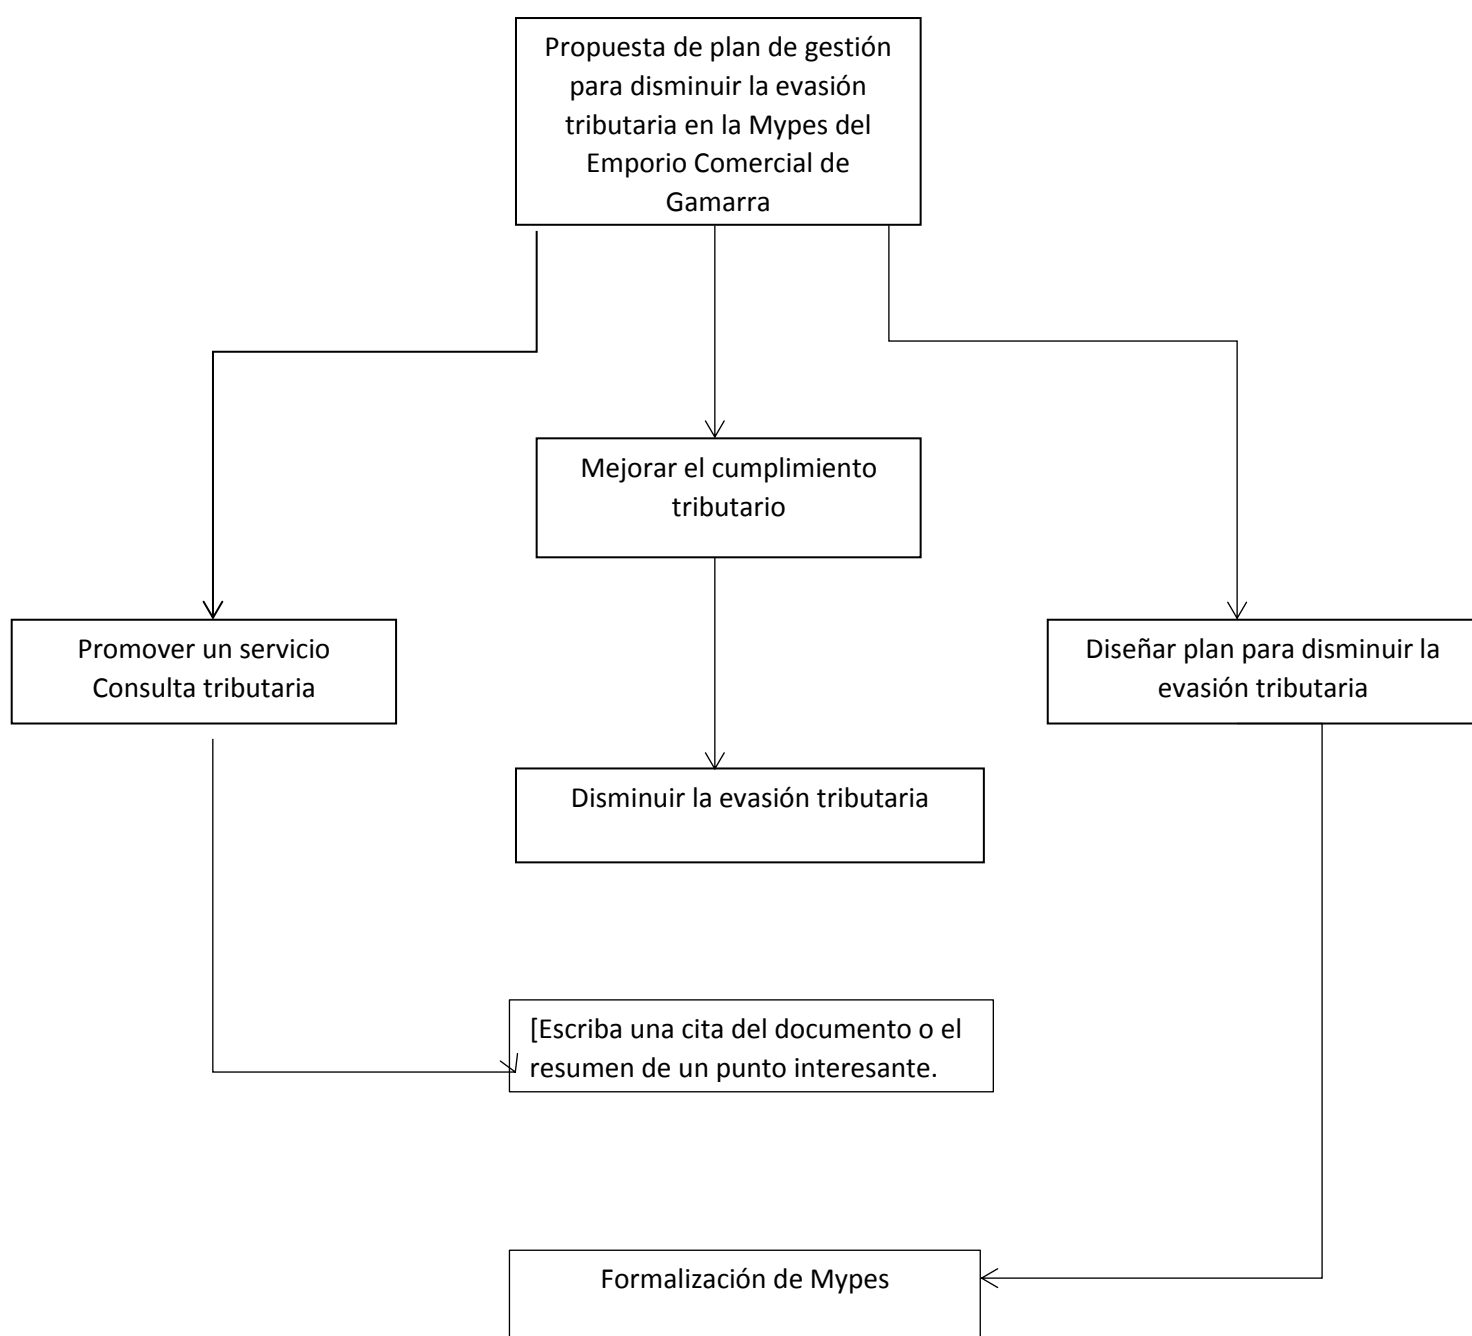 Propuesta de plan de gestión
para disminuir la evasión
tributaria en la Mypes del
Emporio Comercial de
Gamarra
Mejorar el cumplimiento
tributario
Promover un servicio
Consulta tributaria
Diseñar plan para disminuir la
evasión tributaria
Disminuir la evasión tributaria
[Escriba una cita del documento o el
resumen de un punto interesante.
Formalización de Mypes